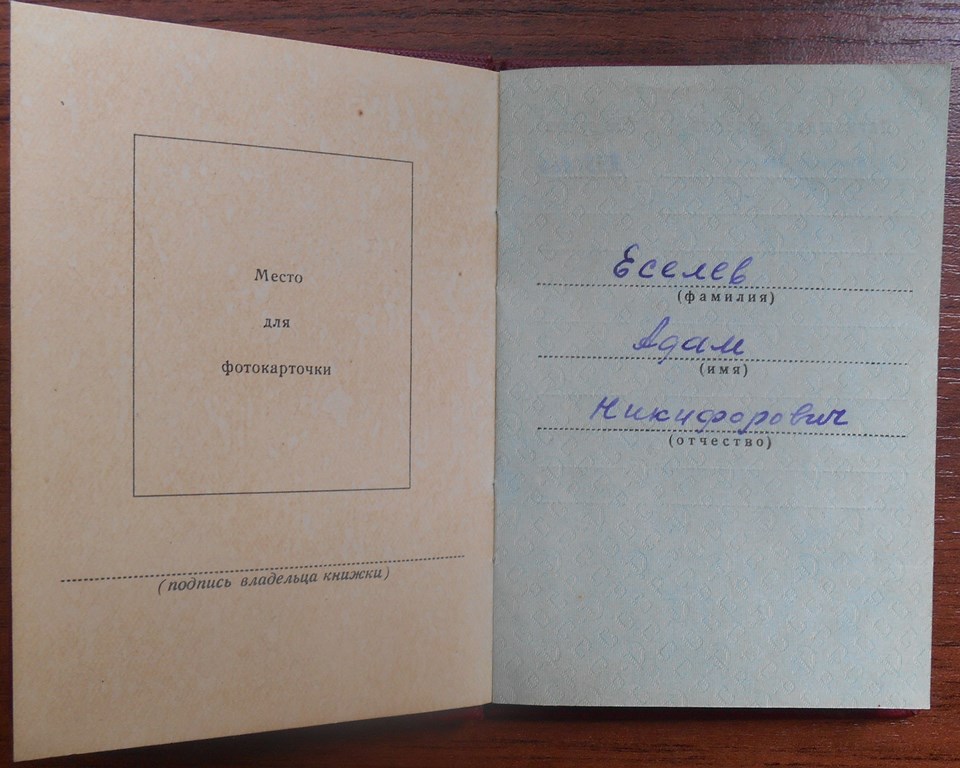 Место
для
фотокарточки
(подпись владельца книжки)
Еселев
(фамилия)
Адам
(имя)
Никифорович
(отчество)